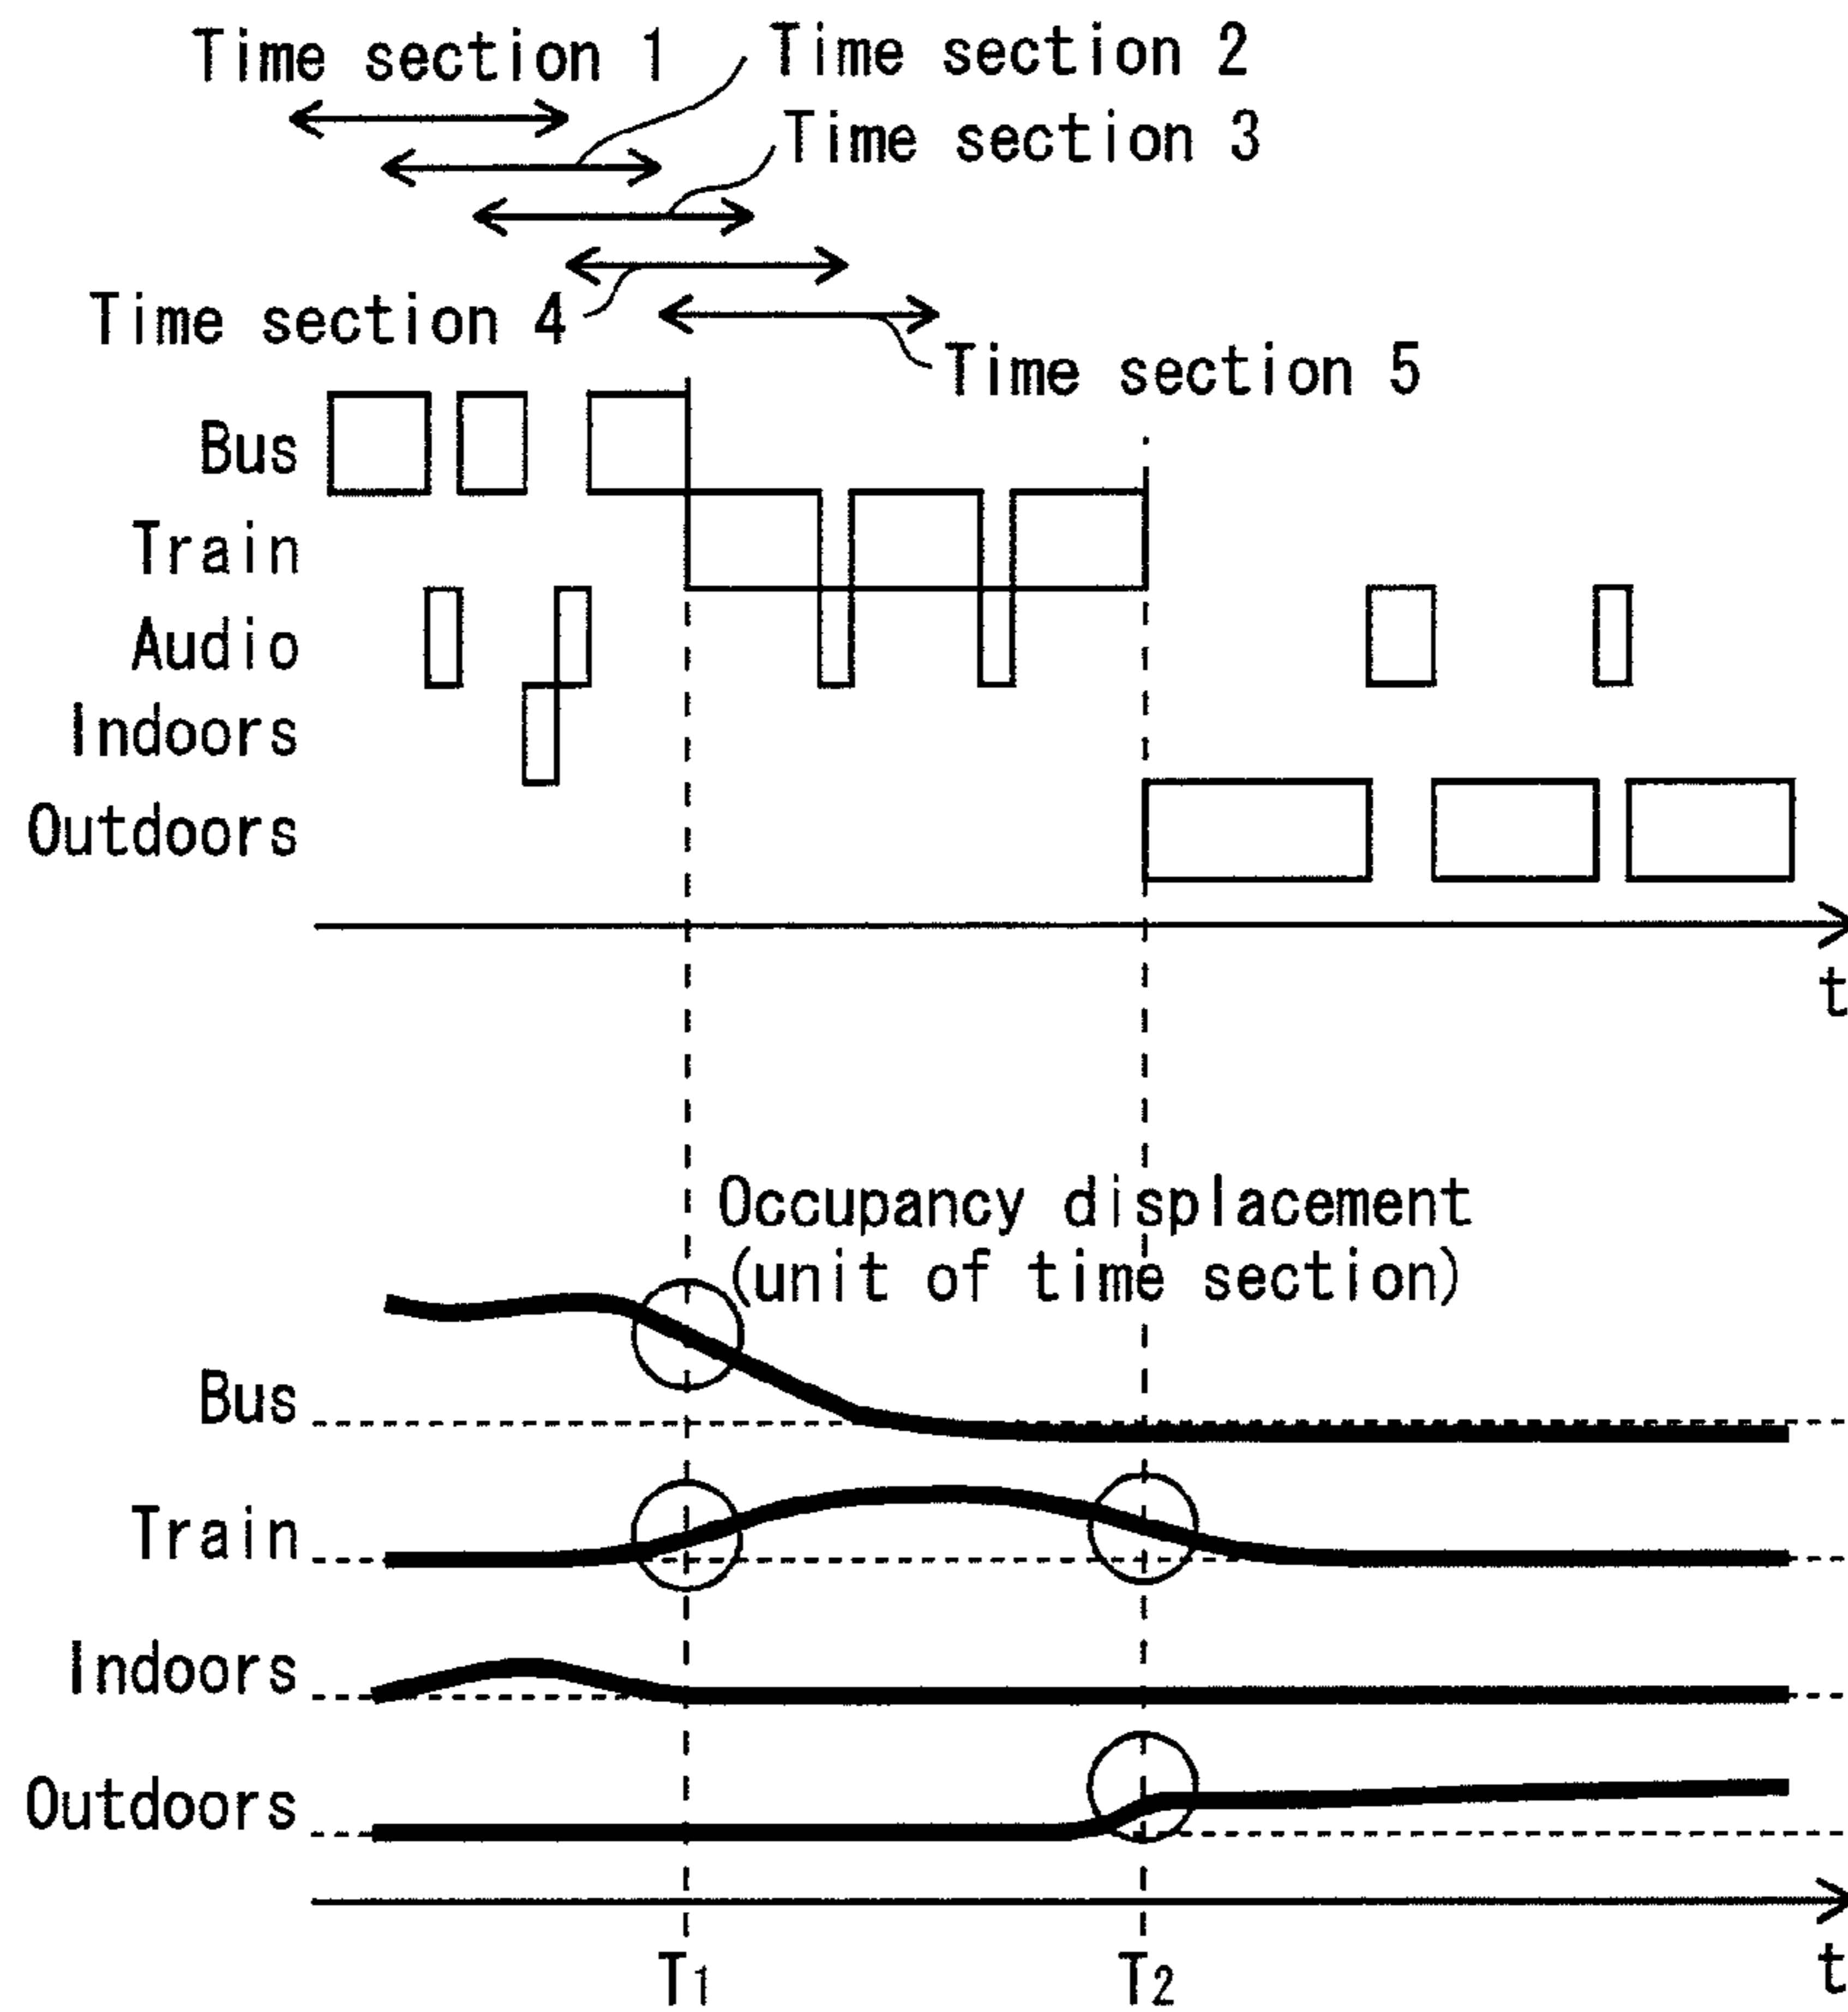 Time section 1
Time section 2
Time section 3
Time section 4
Time section 5
Bus
Train
Audio
Indoors
Outdoors
t
Occupancy displacement
(unit of time section)
Bus
Train
Indoors
Outdoors
T1
T2
t